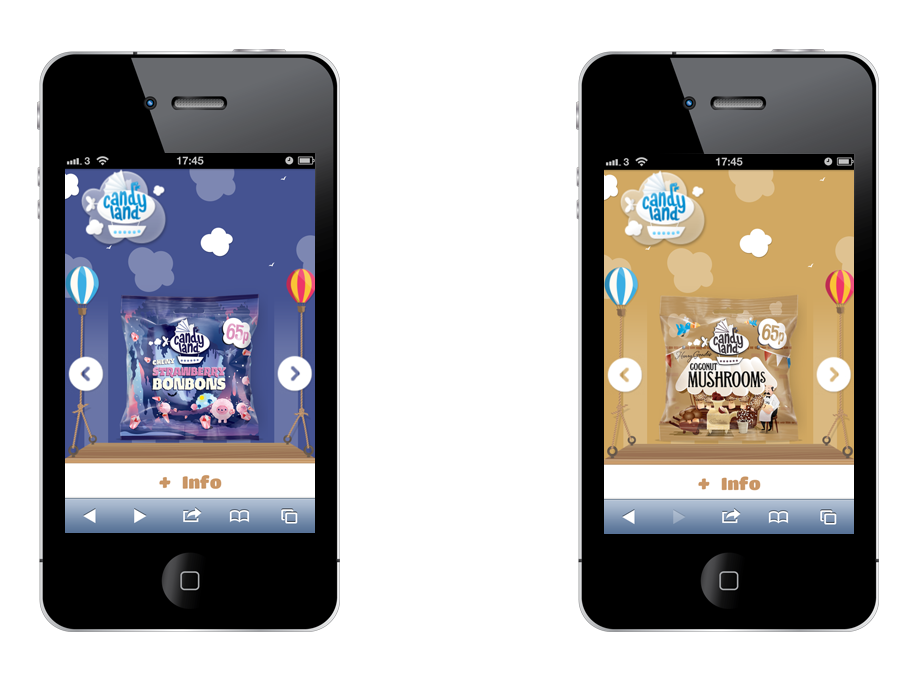 3 17:45
candy
land
65p
candy
land
CHEWY
STRAWBERRY
BONBONS
+ Info
3 17:45
candy
land
65p
candy
land
COCONUT
MUSHROOMS
+ Info